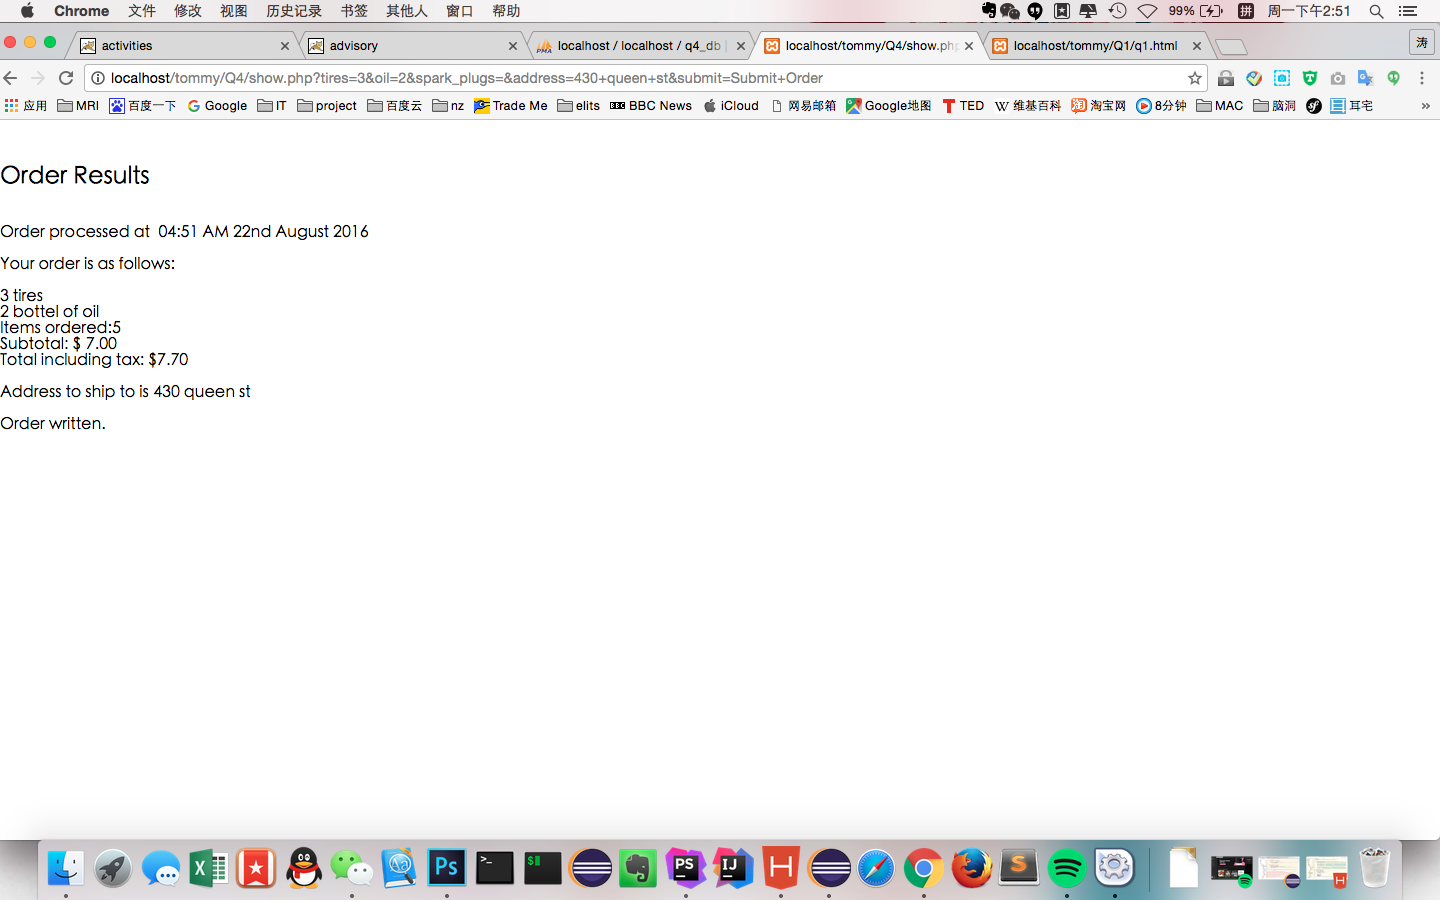 Chrome 文件 修改 视图 历史记录 书签 其他人 窗口 帮助 99% 拼 周一下午2:51
activities advisory localhost / localhost / q4_db localhost/tommy/Q4/show.php localhost/tommy/Q1/q1.html 涛
localhost/tommy/Q4/show.php?tires=3&oil=2&spark_plugs=&address=430+queen+st&submit=Submit+Order
应用 MRI 百度一下 Google IT project 百度云 nz Trade Me elits BBC News iCloud 网易邮箱 Google地图 TED 维基百科 淘宝网 8分钟 MAC 脑洞 耳宅 »
Order Results
Order processed at 04:51 AM 22nd August 2016
Your order is as follows:
3 tires
2 bottel of oil
Items ordered:5
Subtotal: $ 7.00
Total including tax: $7.70
Address to ship to is 430 queen st
Order written.